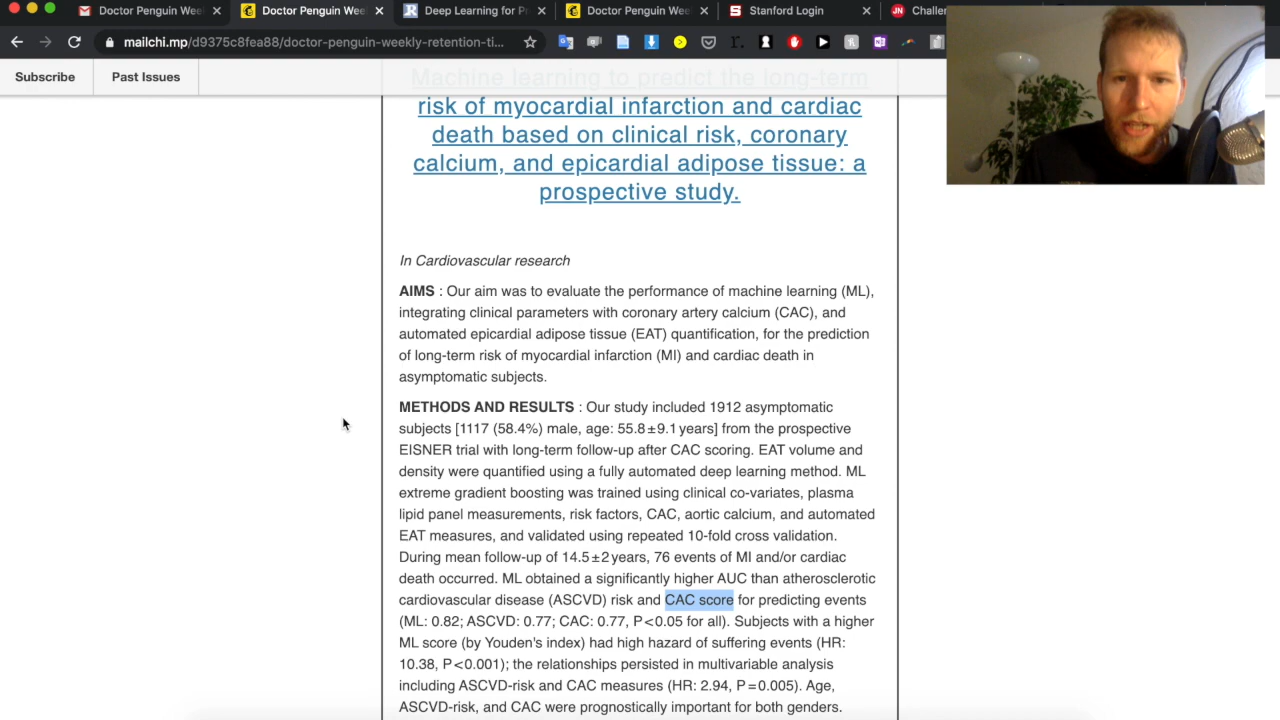 Doctor Penguin Wee
Doctor Penguin Wee
Deep Learning for P
Doctor Penguin Wee
Stanford Login
JN Challen
mailchi.mp/d9375c8fea88/doctor-penguin-weekly-retention-ti...
Subscribe
Past Issues
Machine learning to predict the long-term
risk of myocardial infarction and cardiac
death based on clinical risk, coronary
calcium, and epicardial adipose tissue: a
prospective study.
In Cardiovascular research
AIMS : Our aim was to evaluate the performance of machine learning (ML),
integrating clinical parameters with coronary artery calcium (CAC), and
automated epicardial adipose tissue (EAT) quantification, for the prediction
of long-term risk of myocardial infarction (MI) and cardiac death in
asymptomatic subjects.
METHODS AND RESULTS : Our study included 1912 asymptomatic
subjects [1117 (58.4%) male, age: 55.8±9.1 years] from the prospective
EISNER trial with long-term follow-up after CAC scoring. EAT volume and
density were quantified using a fully automated deep learning method. ML
extreme gradient boosting was trained using clinical co-variates, plasma
lipid panel measurements, risk factors, CAC, aortic calcium, and automated
EAT measures, and validated using repeated 10-fold cross validation.
During mean follow-up of 14.5±2 years, 76 events of MI and/or cardiac
death occurred. ML obtained a significantly higher AUC than atherosclerotic
cardiovascular disease (ASCVD) risk and CAC score for predicting events
(ML: 0.82; ASCVD: 0.77; CAC: 0.77, P<0.05 for all). Subjects with a higher
ML score (by Youden's index) had high hazard of suffering events (HR:
10.38, P<0.001); the relationships persisted in multivariable analysis
including ASCVD-risk and CAC measures (HR: 2.94, P=0.005). Age,
ASCVD-risk, and CAC were prognostically important for both genders.